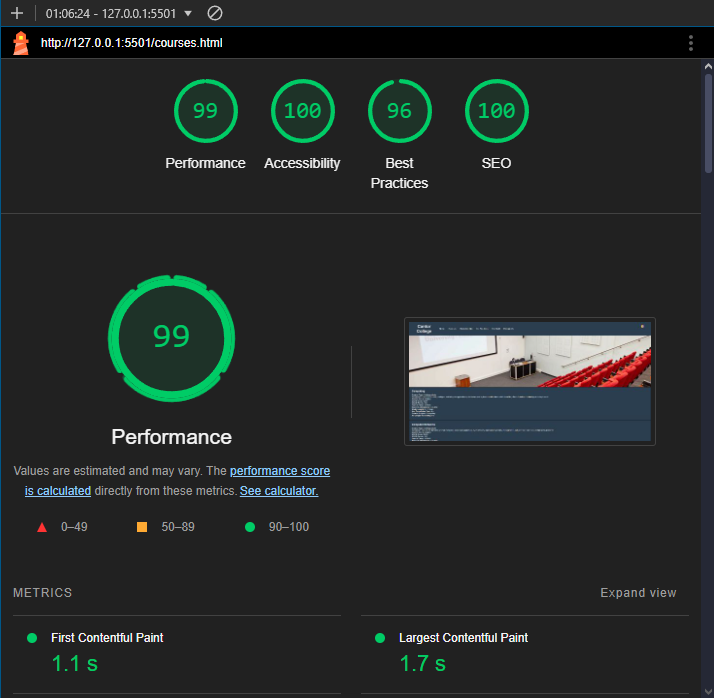 01:06:24 - 127.0.0.1:5501
http://127.0.0.1:5501/courses.html
99
100
96
100
Performance
Accessibility
Best
Practices
SEO
99
Performance
Values are estimated and may vary. The performance score
is calculated directly from these metrics. See calculator.
0–49
50–89
90–100
METRICS
Expand view
First Contentful Paint
1.1 s
Largest Contentful Paint
1.7 s